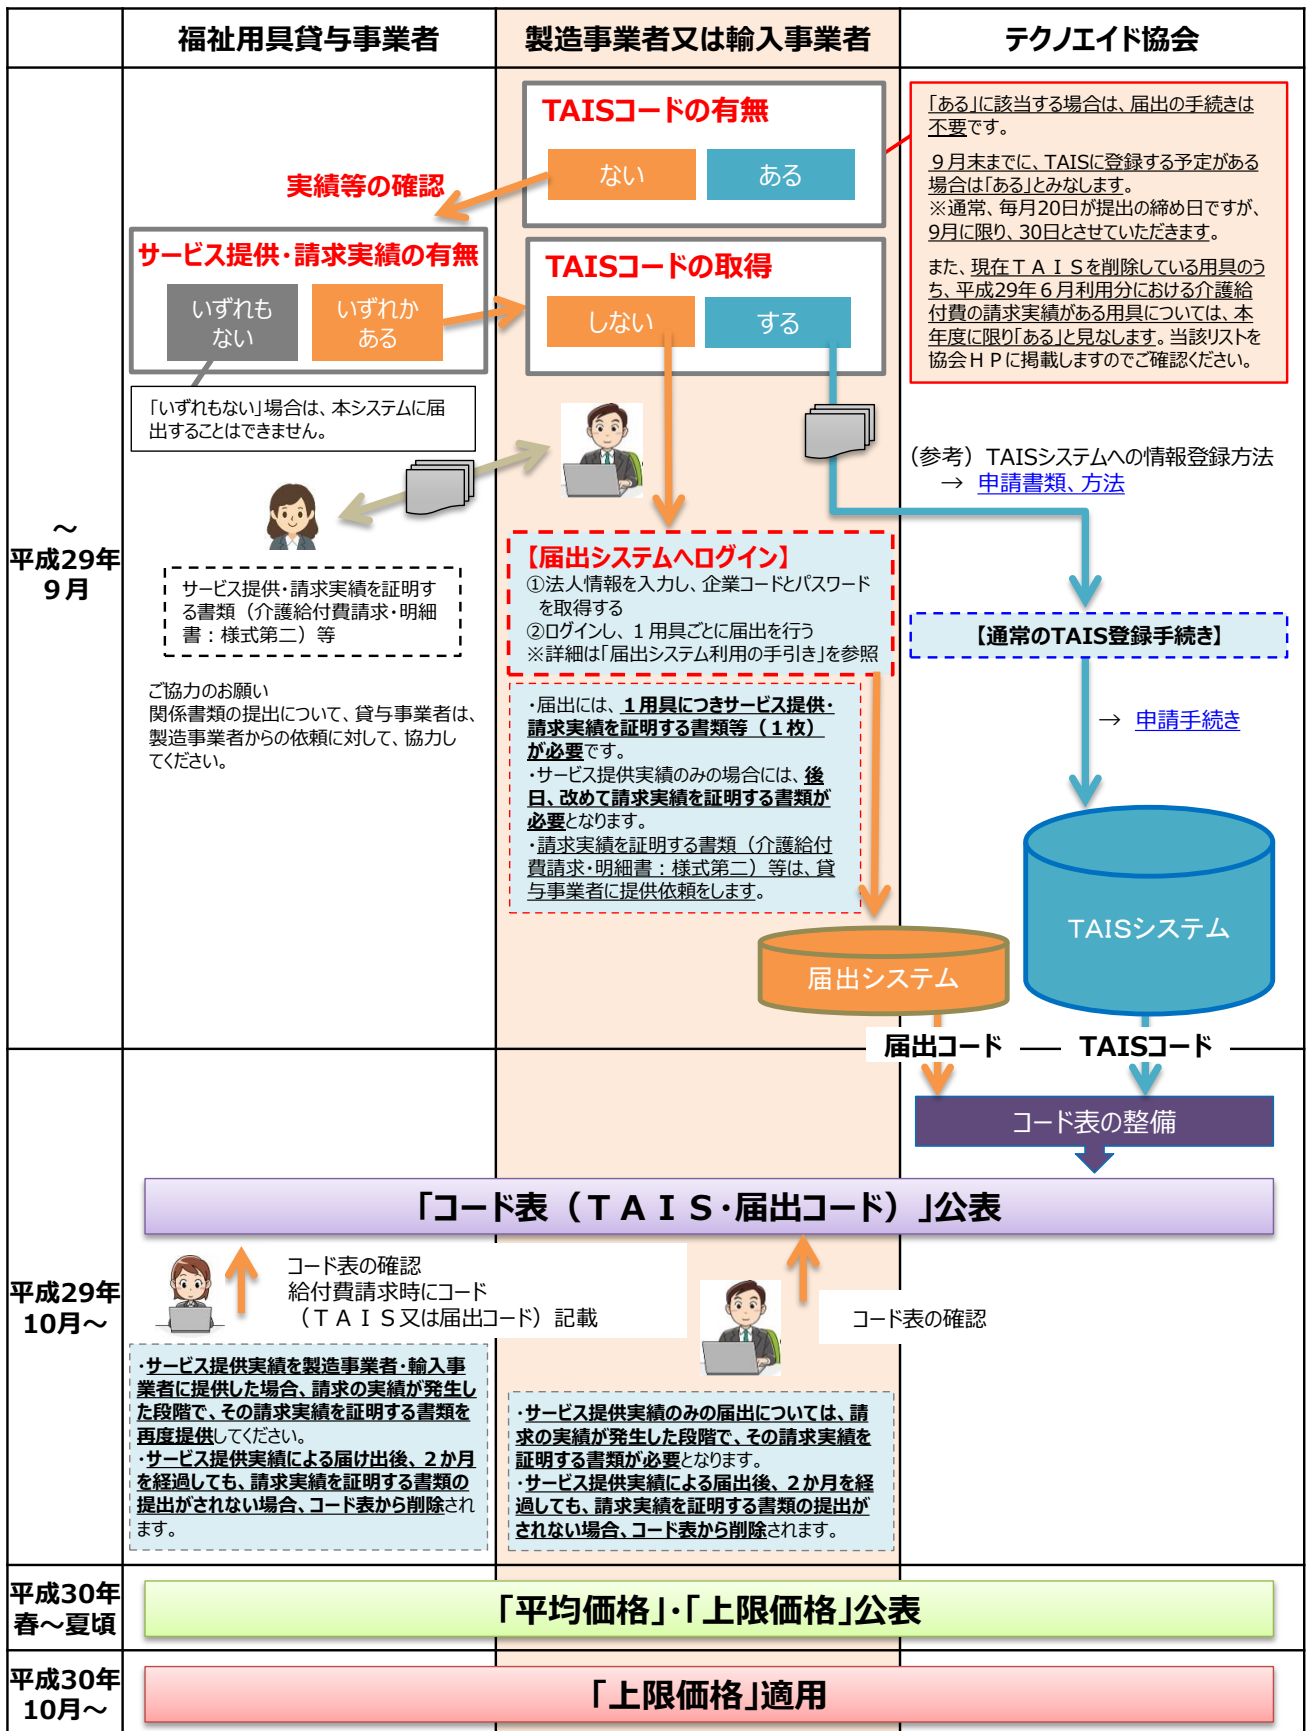 福祉用具貸与事業者
製造事業者又は輸入事業者
テクノエイド協会
～
平成29年
９月
TAISコードの有無
ない
ある
実績等の確認
サービス提供・請求実績の有無
いずれも
ない
いずれか
ある
TAISコードの取得
しない
する
「いずれもない」場合は、本システムに届
出することはできません。
「ある」に該当する場合は、届出の手続きは
不要です。
９月末までに、TAISに登録する予定がある
場合は「ある」とみなします。
※通常、毎月20日が提出の締め日ですが、
9月に限り、30日とさせていただきます。
また、現在ＴＡＩＳを削除している用具のう
ち、平成29年６月利用分における介護給
付費の請求実績がある用具については、本
年度に限り「ある」と見なします。当該リストを
協会ＨＰに掲載しますのでご確認ください。
（参考）TAISシステムへの情報登録方法
→ 申請書類、方法
サービス提供・請求実績を証明す
る書類（介護給付費請求・明細
書：様式第二）等
ご協力のお願い
関係書類の提出について、貸与事業者は、
製造事業者からの依頼に対して、協力し
てください。
【届出システムへログイン】
①法人情報を入力し、企業コードとパスワード
を取得する
②ログインし、１用具ごとに届出を行う
※詳細は「届出システム利用の手引き」を参照
・届出には、１用具につきサービス提供・
請求実績を証明する書類等（１枚）
が必要です。
・サービス提供実績のみの場合には、後
日、改めて請求実績を証明する書類が
必要となります。
・請求実績を証明する書類（介護給付
費請求・明細書：様式第二）等は、貸
与事業者に提供依頼をします。
【通常のTAIS登録手続き】
→ 申請手続き
TAISシステム
届出システム
届出コード
TAISコード
コード表の整備
平成29年
10月～
「コード表（ＴＡＩＳ・届出コード）」公表
コード表の確認
給付費請求時にコード
（ＴＡＩＳ又は届出コード）記載
コード表の確認
・サービス提供実績を製造事業者・輸入事
業者に提供した場合、請求の実績が発生し
た段階で、その請求実績を証明する書類を
再度提供してください。
・サービス提供実績による届け出後、２か月
を経過しても、請求実績を証明する書類の
提出がされない場合、コード表から削除され
ます。
・サービス提供実績のみの届出については、請
求の実績が発生した段階で、その請求実績を
証明する書類が必要となります。
・サービス提供実績による届出後、２か月を経
過しても、請求実績を証明する書類の提出が
されない場合、コード表から削除されます。
平成30年
春～夏頃
「平均価格」・「上限価格」公表
平成30年
10月～
「上限価格」適用